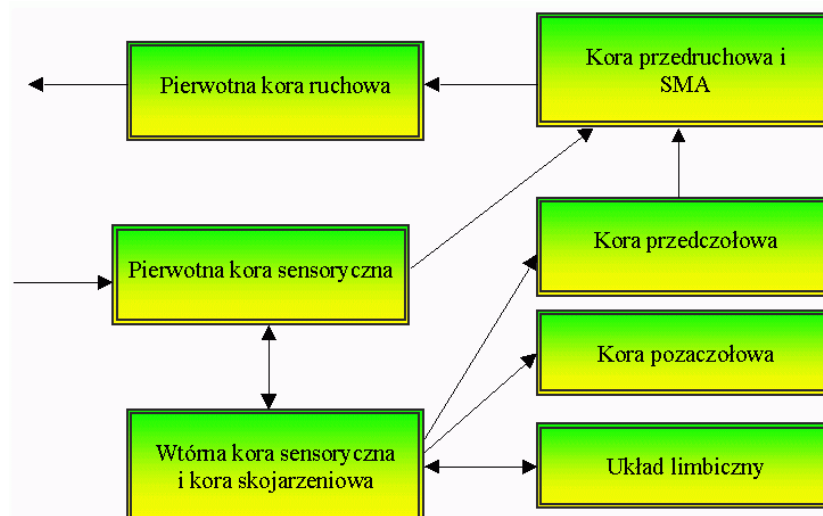 Pierwotna kora ruchowa
Kora przedruchowa i
SMA
Pierwotna kora sensoryczna
Kora przedczołowa
Kora pozaczołowa
Wtórna kora sensoryczna
i kora skojarzeniowa
Układ limbiczny